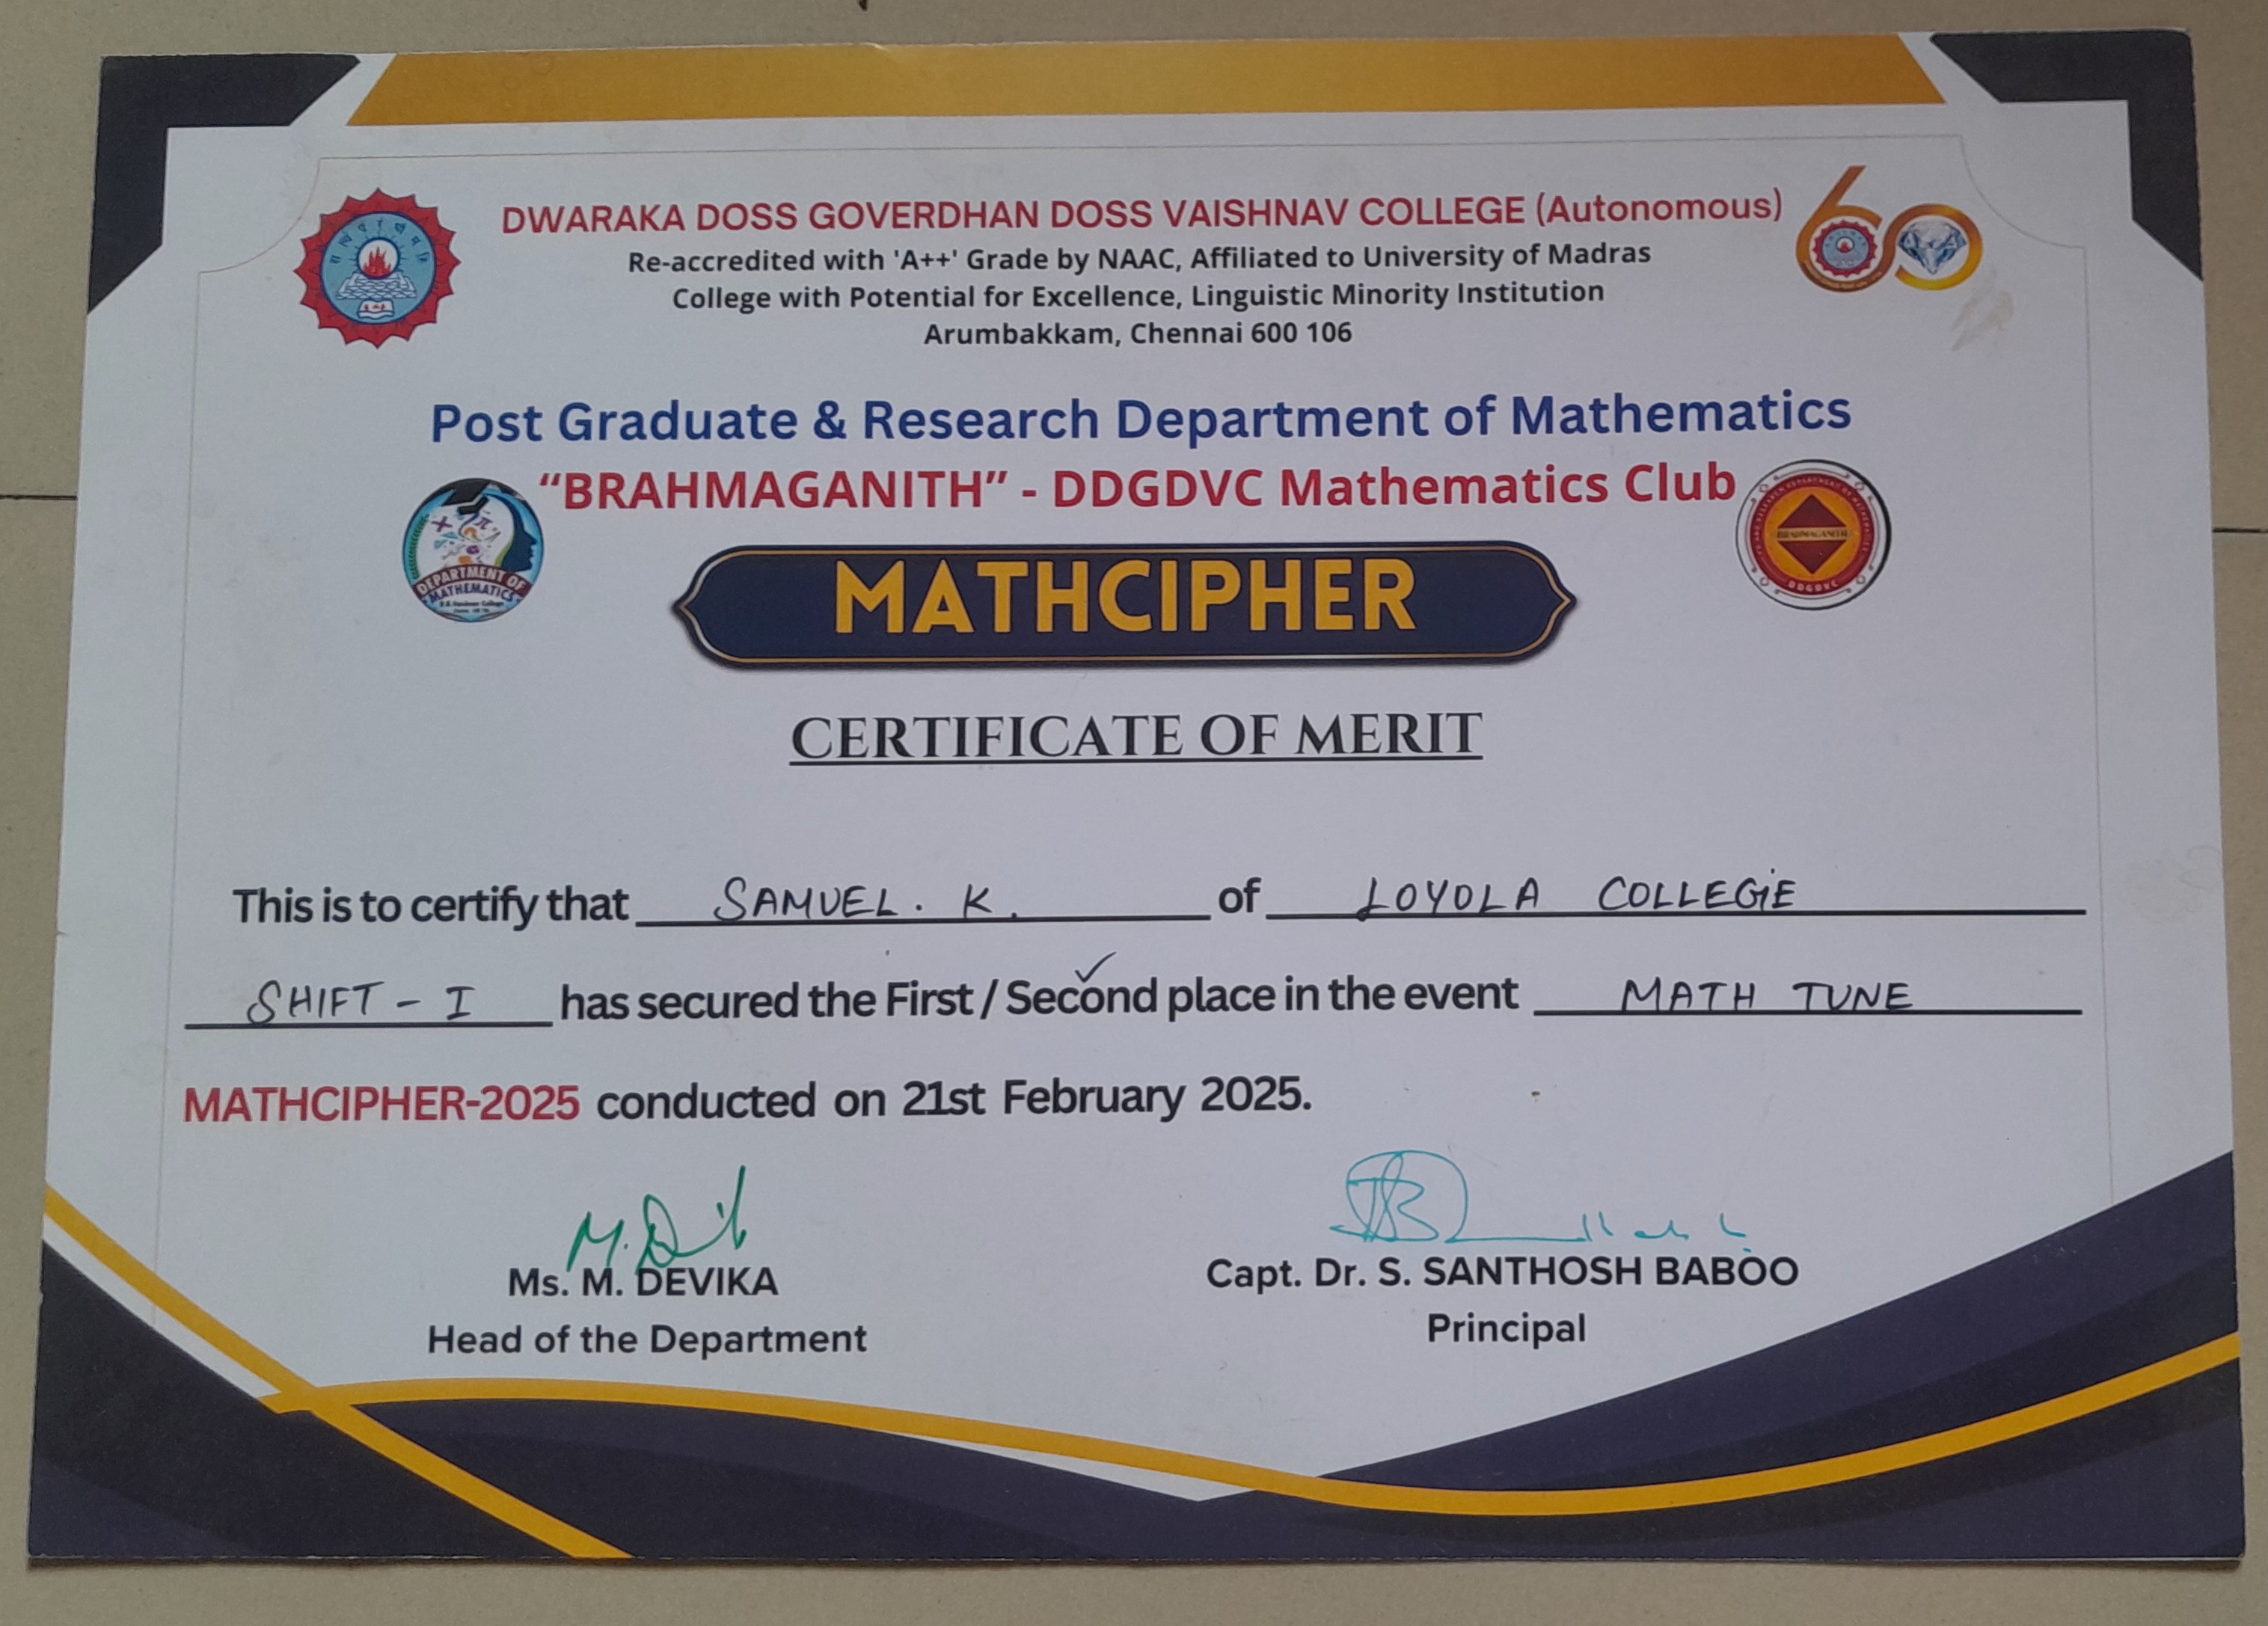 DWARAKA DOSS GOVERDHAN DOSS VAISHNAV COLLEGE (Autonomous)
Re-accredited with 'A++' Grade by NAAC, Affiliated to University of Madras
College with Potential for Excellence, Linguistic Minority Institution
Arumbakkam, Chennai 600 106
60
Post Graduate & Research Department of Mathematics
“BRAHMAGANITH” - DDGDVC Mathematics Club
DEPARTMENT OF
MATHEMATICS
BRAHMAGANITH
DDGDVC
MATHCIPHER
CERTIFICATE OF MERIT
This is to certify that SAMUEL. K. of LOYOLA COLLEGE
SHIFT - I has secured the First / Second place in the event MATH TUNE
MATHCIPHER-2025 conducted on 21st February 2025.
Ms. M. DEVIKA
Head of the Department
Capt. Dr. S. SANTHOSH BABOO
Principal